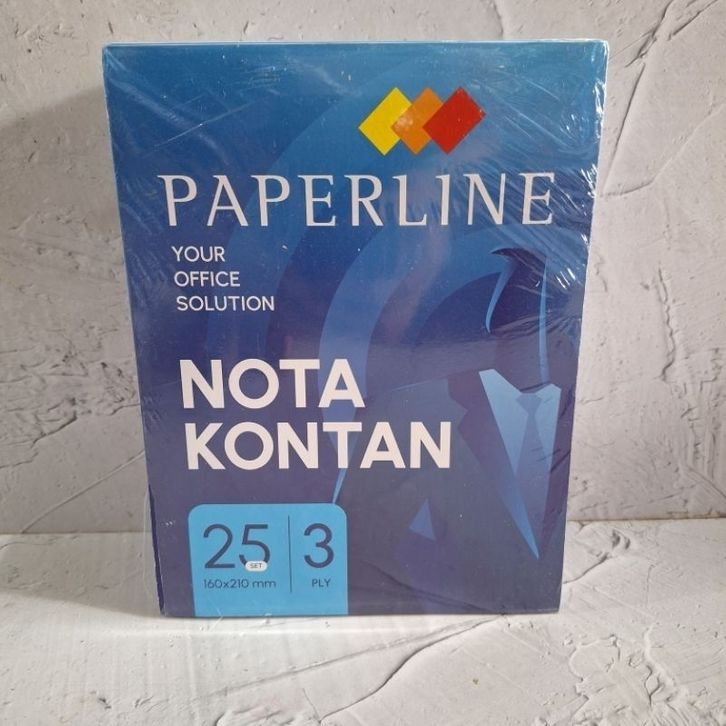 PAPERLINE
YOUR
OFFICE
SOLUTION
NOTA
KONTAN
25 SET
160x210 mm
3
PLY